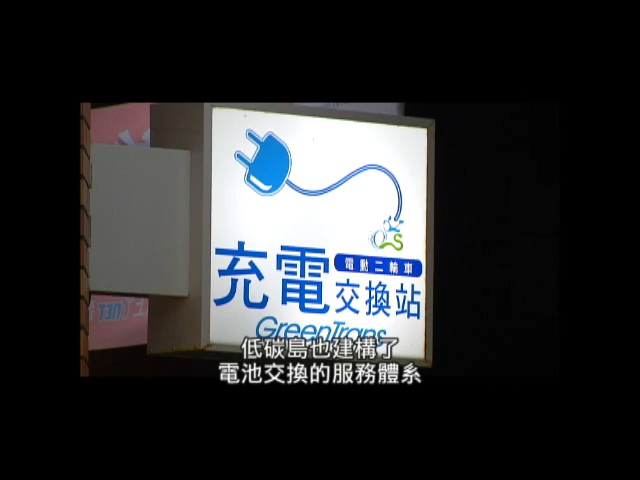 充電
電動二輪車
交換站
GreenTrans
低碳島也建構了
電池交換的服務體系